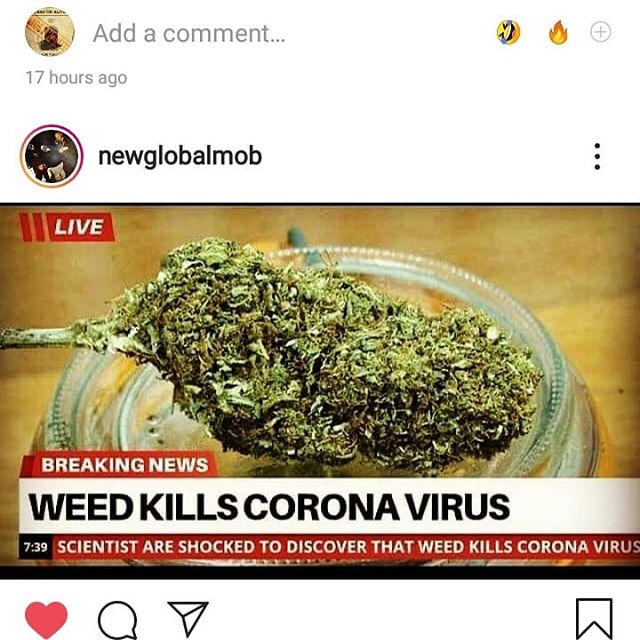 Add a comment...
17 hours ago
newglobalmob
LIVE
BREAKING NEWS
WEED KILLS CORONA VIRUS
7:39 SCIENTIST ARE SHOCKED TO DISCOVER THAT WEED KILLS CORONA VIRUS